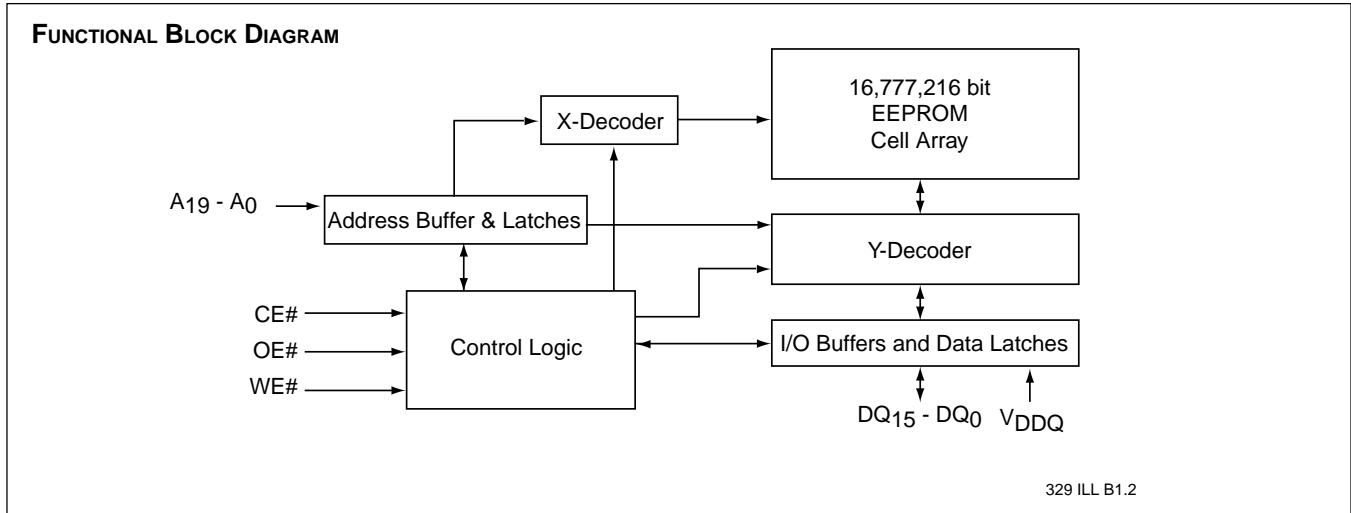 FUNCTIONAL BLOCK DIAGRAM
16,777,216 bit
EEPROM
Cell Array
X-Decoder
A19 - A0
Address Buffer & Latches
Y-Decoder
CE#
OE#
WE#
Control Logic
I/O Buffers and Data Latches
DQ15 - DQ0
VDDQ
329 ILL B1.2